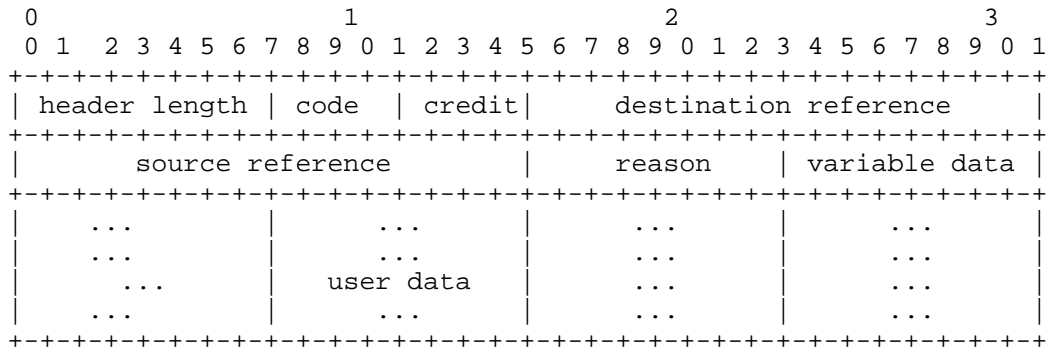 0 1 2 3
0 1 2 3 4 5 6 7 8 9 0 1 2 3 4 5 6 7 8 9 0 1 2 3 4 5 6 7 8 9 0 1
+-+-+-+-+-+-+-+-+-+-+-+-+-+-+-+-+-+-+-+-+-+-+-+-+-+-+-+-+-+-+-+-+
| header length | code | credit| destination reference |
+-+-+-+-+-+-+-+-+-+-+-+-+-+-+-+-+-+-+-+-+-+-+-+-+-+-+-+-+-+-+-+-+
| source reference | reason | variable data |
+-+-+-+-+-+-+-+-+-+-+-+-+-+-+-+-+-+-+-+-+-+-+-+-+-+-+-+-+-+-+-+-+
| ... | ... | ... | ... |
| ... | ... | ... | ... |
| ... | user data | ... | ... |
| ... | ... | ... | ... |
+-+-+-+-+-+-+-+-+-+-+-+-+-+-+-+-+-+-+-+-+-+-+-+-+-+-+-+-+-+-+-+-+